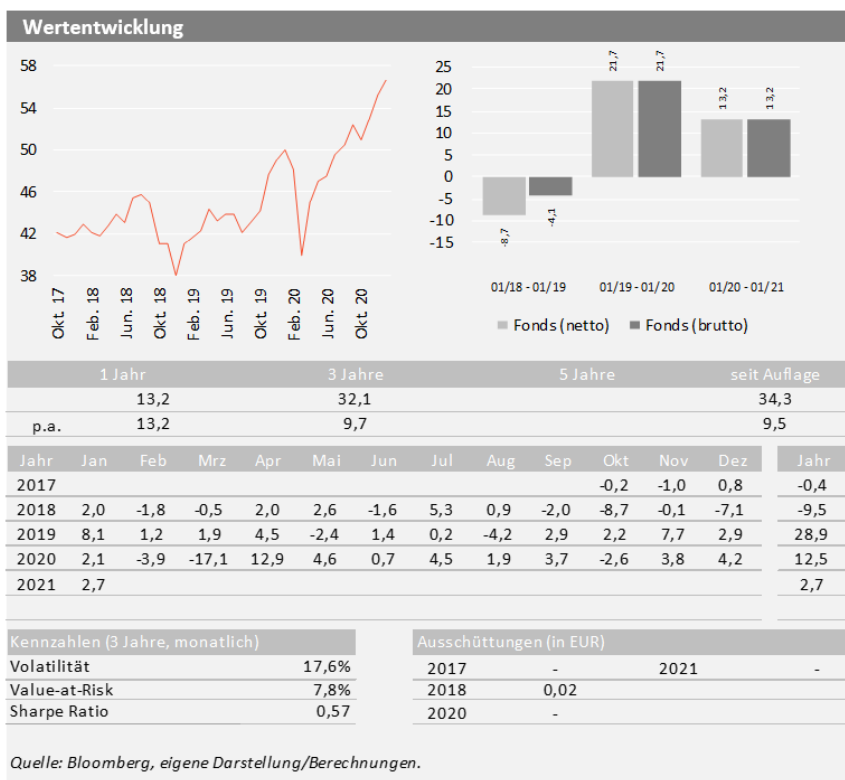 Wertentwicklung
58
54
50
46
42
38
Okt. 17
Feb. 18
Jun. 18
Okt. 18
Feb. 19
Jun. 19
Okt. 19
Feb. 20
Jun. 20
Okt. 20
25
20
15
10
5
0
-5
-10
-15
-8,7
-4,1
21,7
21,7
13,2
13,2
01/18 - 01/19 01/19 - 01/20 01/20 - 01/21
Fonds (netto) Fonds (brutto)
1 Jahr 3 Jahre 5 Jahre seit Auflage
13,2 32,1 34,3
p.a. 13,2 9,7 9,5
Jahr Jan Feb Mrz Apr Mai Jun Jul Aug Sep Okt Nov Dez Jahr
2017 -0,2 -1,0 0,8 -0,4
2018 2,0 -1,8 -0,5 2,0 2,6 -1,6 5,3 0,9 -2,0 -8,7 -0,1 -7,1 -9,5
2019 8,1 1,2 1,9 4,5 -2,4 1,4 0,2 -4,2 2,9 2,2 7,7 2,9 28,9
2020 2,1 -3,9 -17,1 12,9 4,6 0,7 4,5 1,9 3,7 -2,6 3,8 4,2 12,5
2021 2,7 2,7
Kennzahlen (3 Jahre, monatlich)
Volatilität 17,6%
Value-at-Risk 7,8%
Sharpe Ratio 0,57
Ausschüttungen (in EUR)
2017 - 2021 -
2018 0,02
2020 -
Quelle: Bloomberg, eigene Darstellung/Berechnungen.